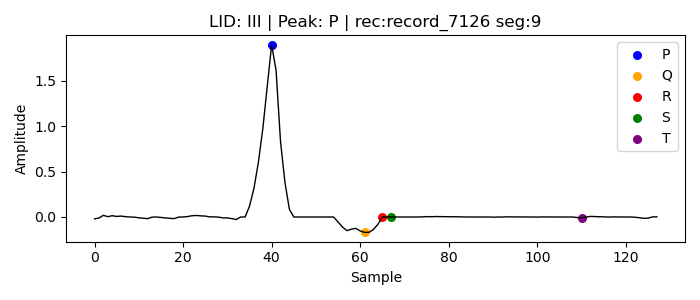 LID: III | Peak: P | rec:record_7126 seg:9
Amplitude
1.5
1.0
0.5
0.0
P
Q
R
S
T
0 20 40 60 80 100 120
Sample